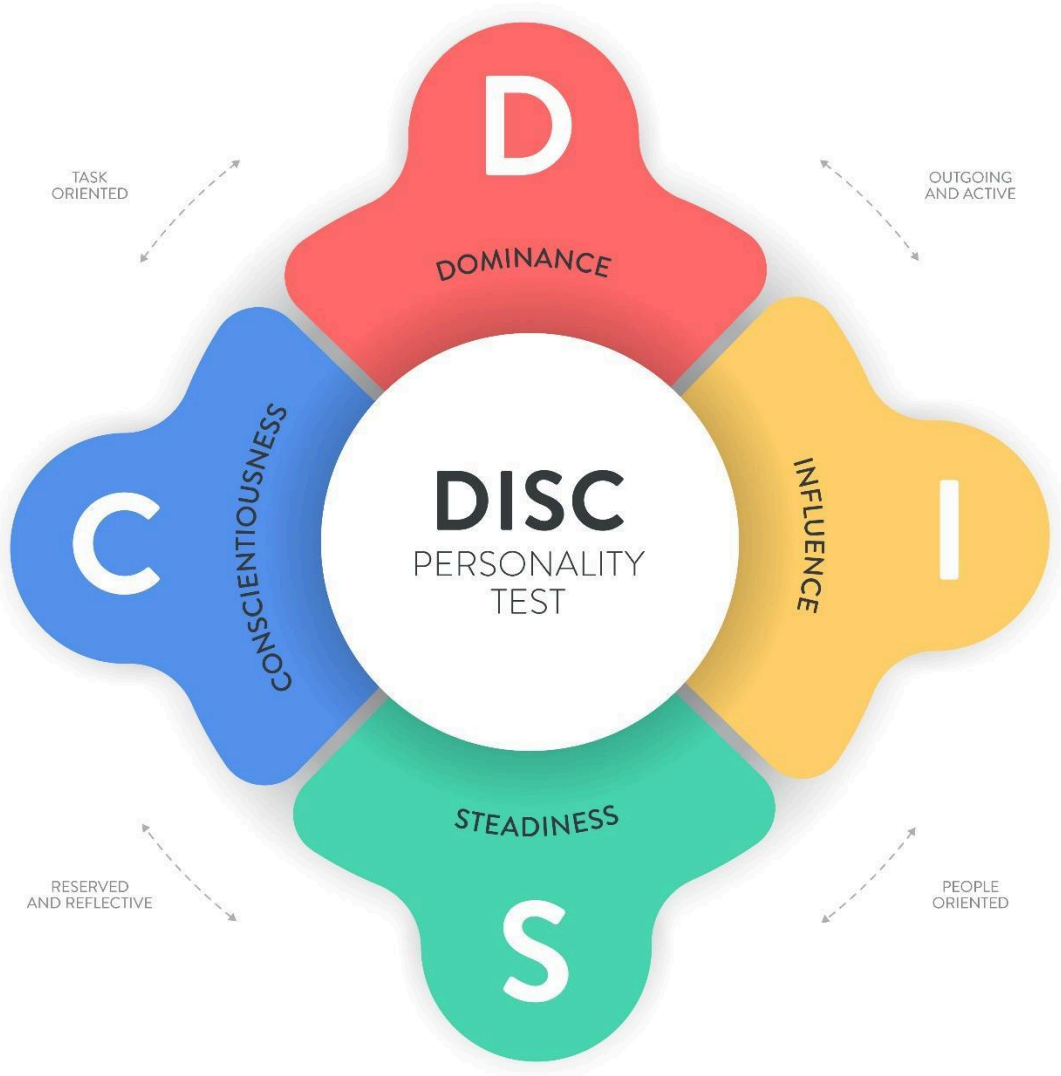 D
DOMINANCE
TASK
ORIENTED
OUTGOING
AND ACTIVE
C
CONSCIENTIOUSNESS
DISC
PERSONALITY
TEST
INFLUENCE
I
STEADINESS
S
RESERVED
AND REFLECTIVE
PEOPLE
ORIENTED